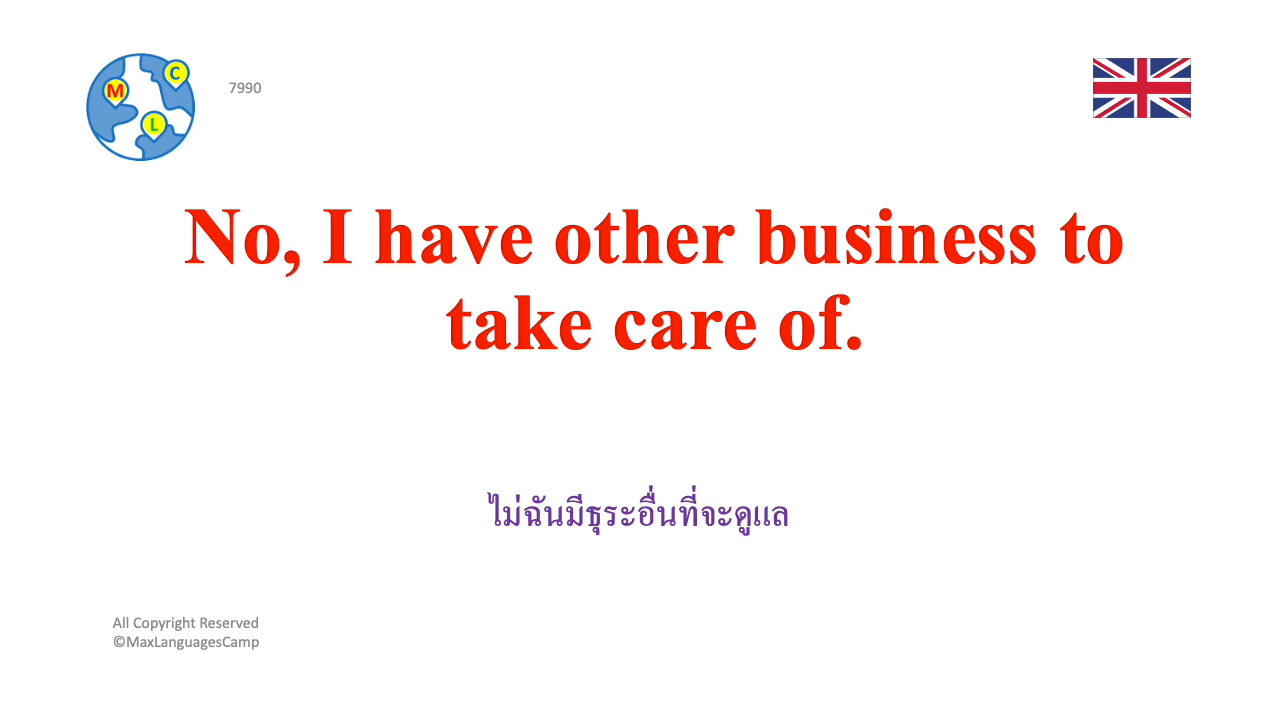 M
C
L
7990
No, I have other business to
take care of.
ไม่ฉันมีธุระอื่นที่จะดูแล
All Copyright Reserved
©MaxLanguagesCamp